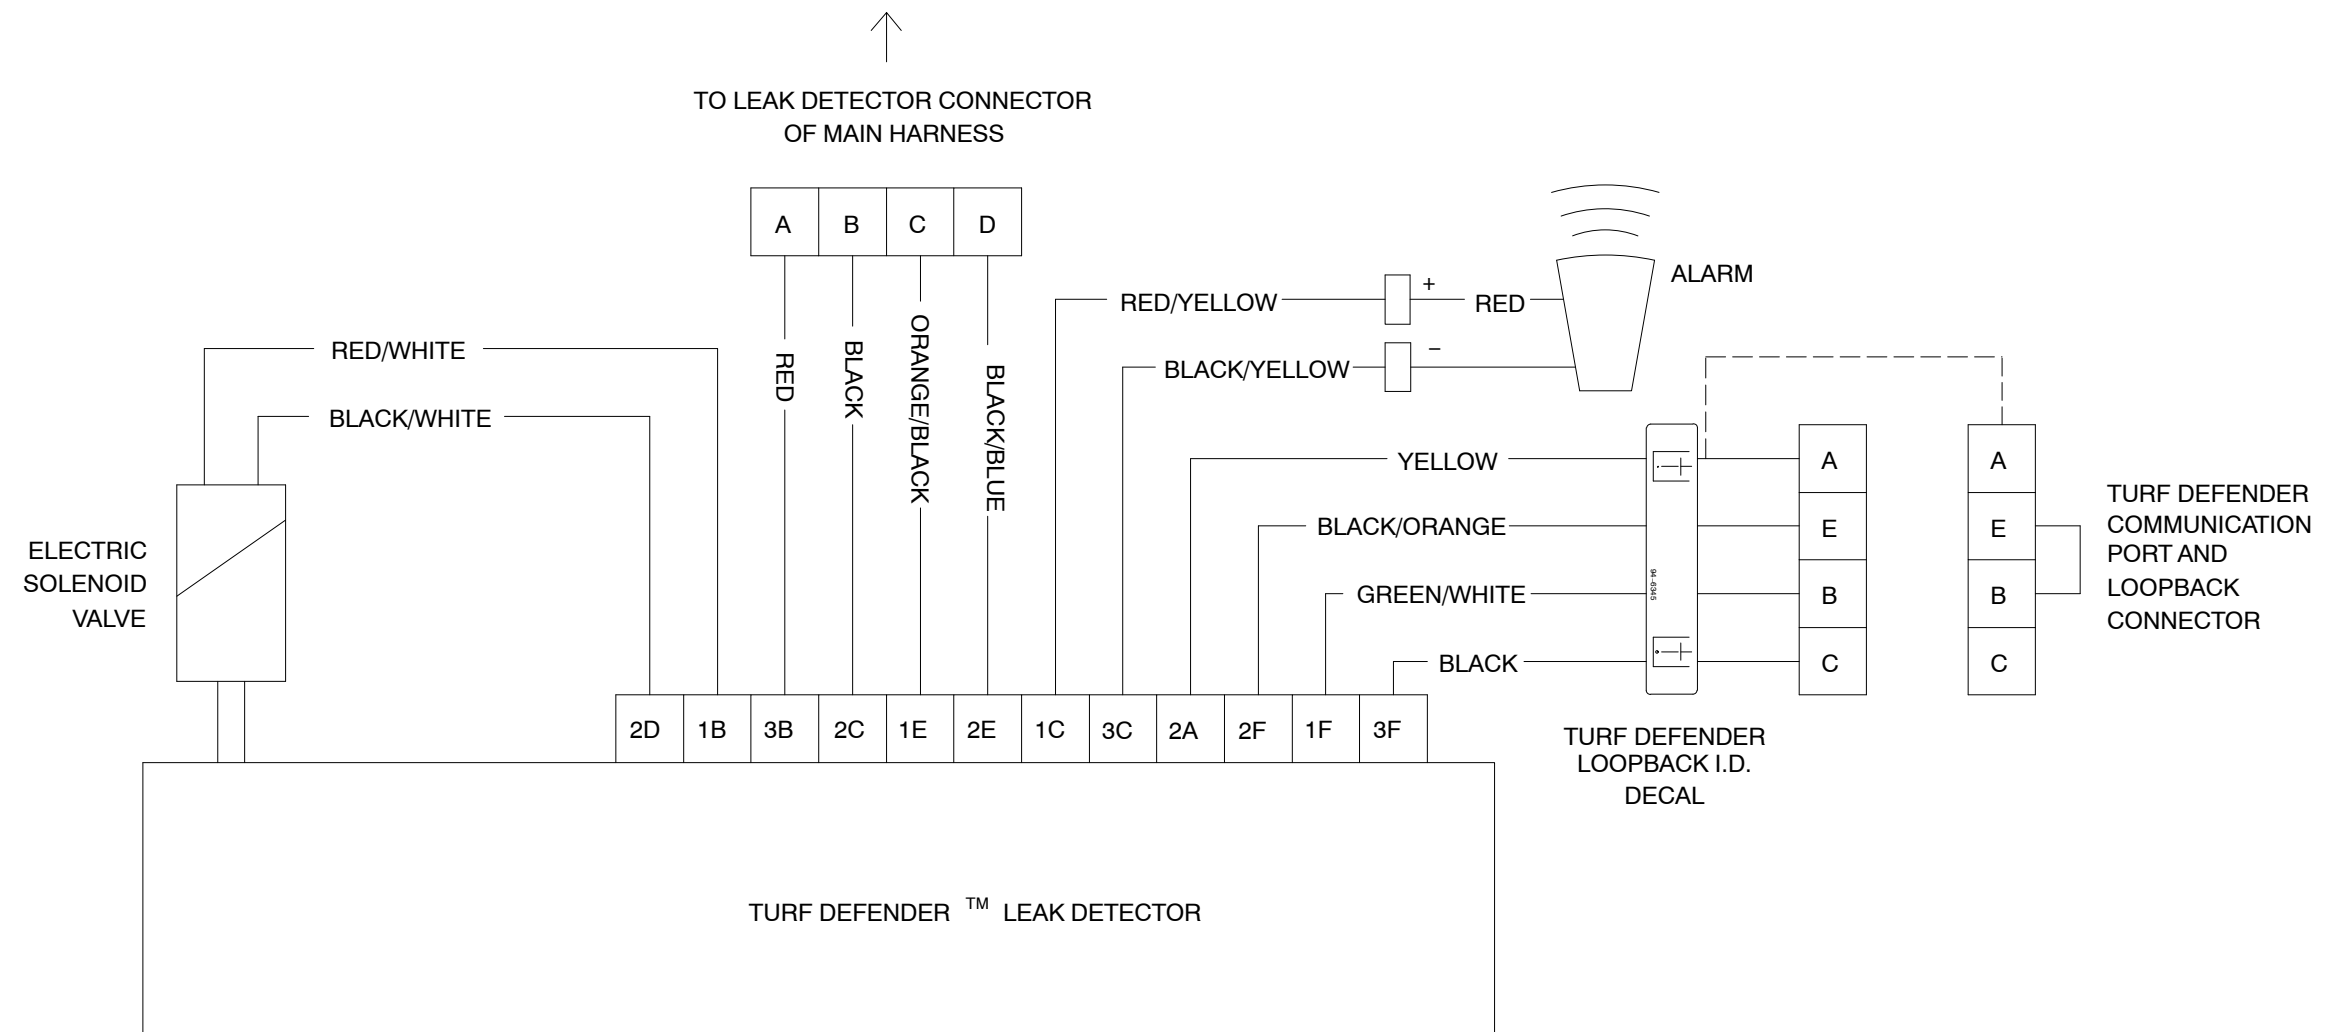 TO LEAK DETECTOR CONNECTOR
OF MAIN HARNESS
A B C D
RED/YELLOW
+
RED
ALARM
BLACK/YELLOW
−
RED/WHITE
BLACK/WHITE
RED
BLACK
ORANGE/BLACK
BLACK/BLUE
YELLOW
BLACK/ORANGE
GREEN/WHITE
BLACK
94-6345
A
E
B
C
A
E
B
C
TURF DEFENDER
COMMUNICATION
PORT AND
LOOPBACK
CONNECTOR
ELECTRIC
SOLENOID
VALVE
2D 1B 3B 2C 1E 2E 1C 3C 2A 2F 1F 3F
TURF DEFENDER
LOOPBACK I.D.
DECAL
TURF DEFENDER TM LEAK DETECTOR